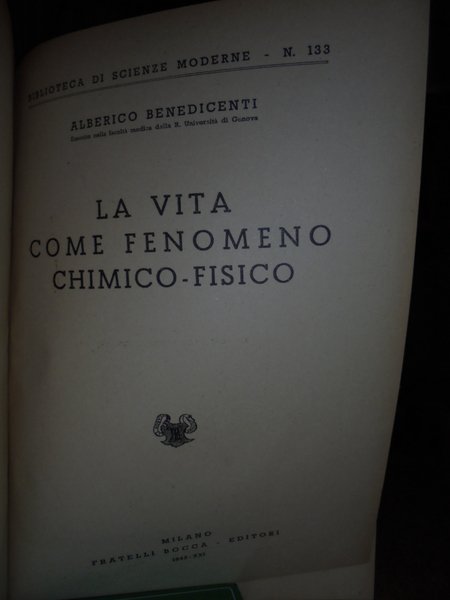 BIBLIOTECA DI SCIENZE MODERNE - N. 133
ALBERICO BENEDICENTI
nella facoltà medica della R. Università di Genova
LA VITA
COME FENOMENO
CHIMICO-FISICO
MILANO
FRATELLI BOCCA - EDITORI